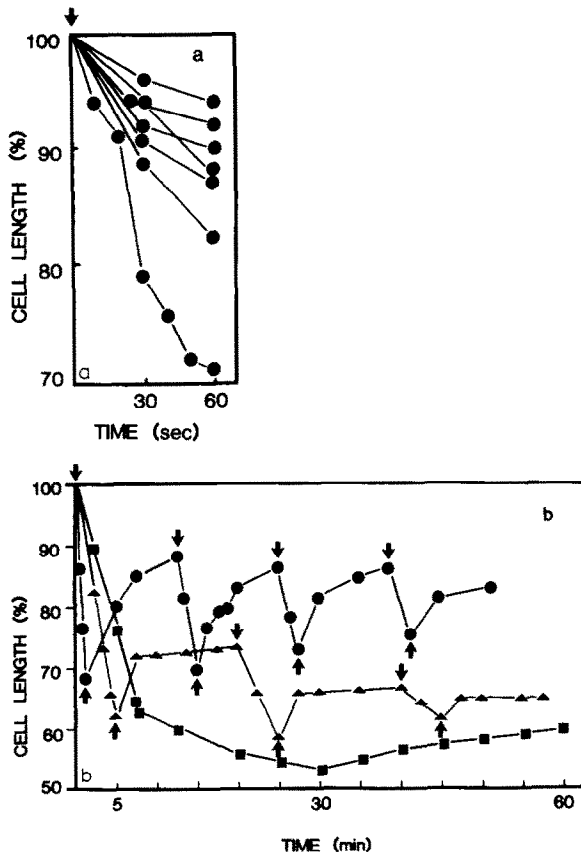 a
100
90
80
70
CELL LENGTH (%)
a
30 60
TIME (sec)
b
100
90
80
70
60
50
CELL LENGTH (%)
b
5 30 60
TIME (min)